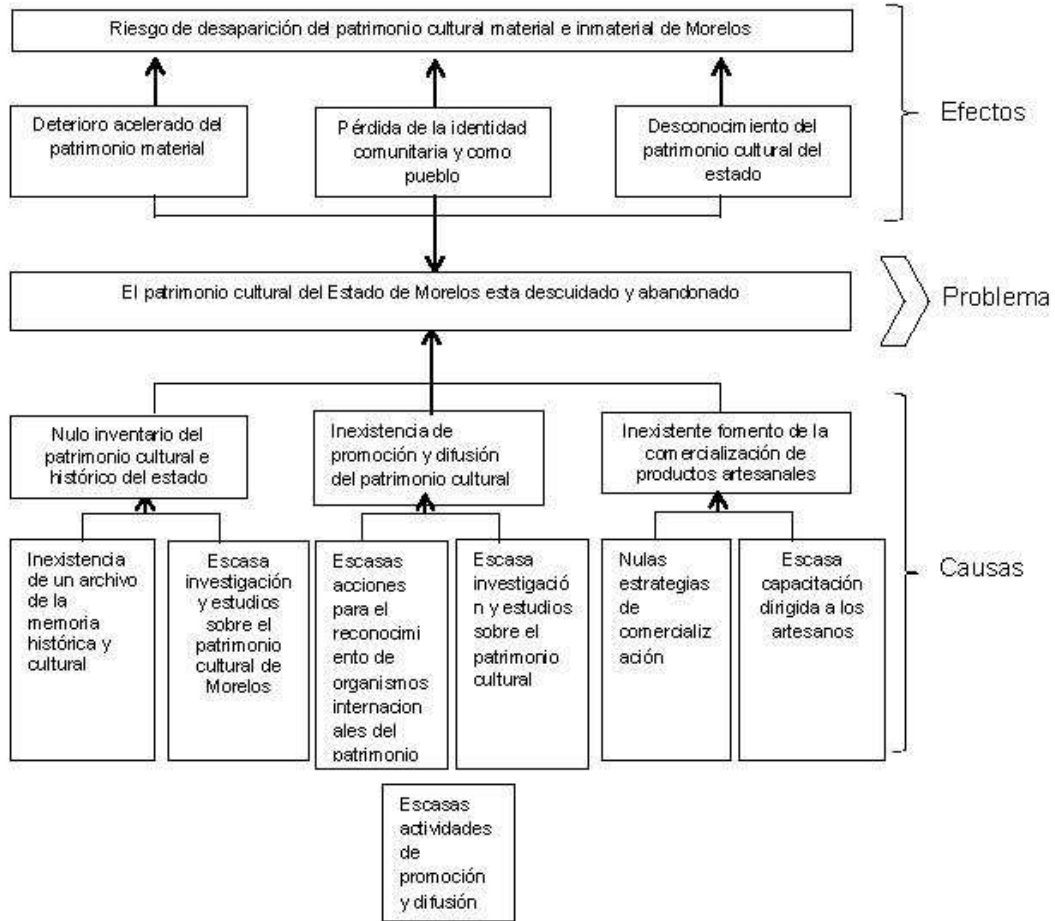 Riesgo de desaparición del patrimonio cultural material e inmaterial de Morelos
Deterioro acelerado del
patrimonio material
Pérdida de la identidad
comunitaria y como
pueblo
Desconocimiento del
patrimonio cultural del
estado
Efectos
El patrimonio cultural del Estado de Morelos esta descuidado y abandonado
Problema
Nulo inventario del
patrimonio cultural e
histórico del estado
Inexistencia de
promoción y difusión
del patrimonio cultural
Inexistente fomento de la
comercialización de
productos artesanales
Inexistencia
de un archivo
de la
memoria
histórica y
cultural
Escasa
investigación
y estudios
sobre el
patrimonio
cultural de
Morelos
Escasas
acciones
para el
reconocimi
ento de
organismos
internacion
ales del
patrimonio
Escasa
investigació
n y estudios
sobre el
patrimonio
cultural
Nulas
estrategias
de
comercializ
ación
Escasa
capacitación
dirigida a los
artesanos
Causas
Escasas
actividades
de
promoción
y difusión